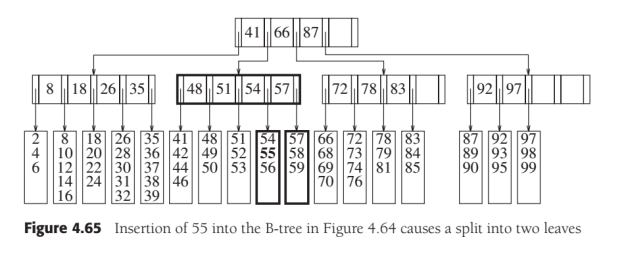 41 66 87
8 18 26 35 48 51 54 57 72 78 83 92 97
2 8 18 26 35 41 48 51 54 57 66 72 78 83 87 92 97
4 10 20 28 36 42 49 52 55 58 68 73 79 84 89 93 98
6 12 22 30 37 44 50 53 56 59 69 74 81 85 90 95 99
14 24 31 38 46 70 76
16 32 39
Figure 4.65 Insertion of 55 into the B-tree in Figure 4.64 causes a split into two leaves